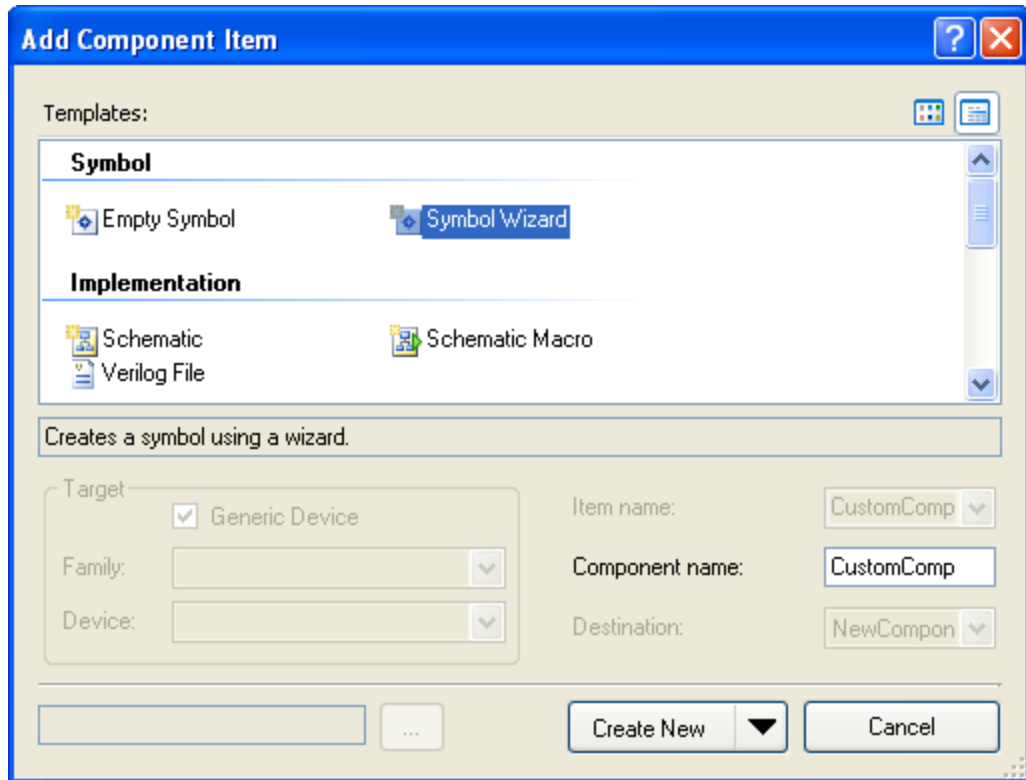 Add Component Item
Templates:
Symbol
Empty Symbol Symbol Wizard
Implementation
Schematic Schematic Macro
Verilog File
Creates a symbol using a wizard.
Target
Generic Device
Item name: CustomComp
Family:
Component name: CustomComp
Device:
Destination: NewCompon
... Create New Cancel